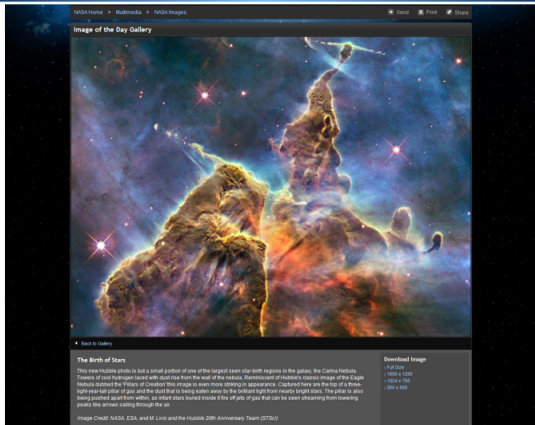 NASA Home > Multimedia > NASA Images
Send Print Share
Image of the Day Gallery
Back to Gallery
The Birth of Stars
This new Hubble photo is but a small portion of one of the largest seen star-birth regions in the galaxy, the Carina Nebula.
Towers of cool hydrogen laced with dust rise from the wall of the nebula. Reminiscent of Hubble's classic image of the Eagle
Nebula dubbed the 'Pillars of Creation' this image is even more striking in appearance. Captured here are the top of a three-
light-year-tall pillar of gas and the dust that is being eaten away by the brilliant light from nearby bright stars. The pillar is also
being pushed apart from within, as infant stars buried inside it fire off jets of gas that can be seen streaming from towering
peaks like arrows sailing through the air.
Image Credit: NASA, ESA, and M. Livio and the Hubble 20th Anniversary Team (STScI)
Download Image
› Full Size
› 1600 x 1200
› 1024 x 768
› 800 x 600